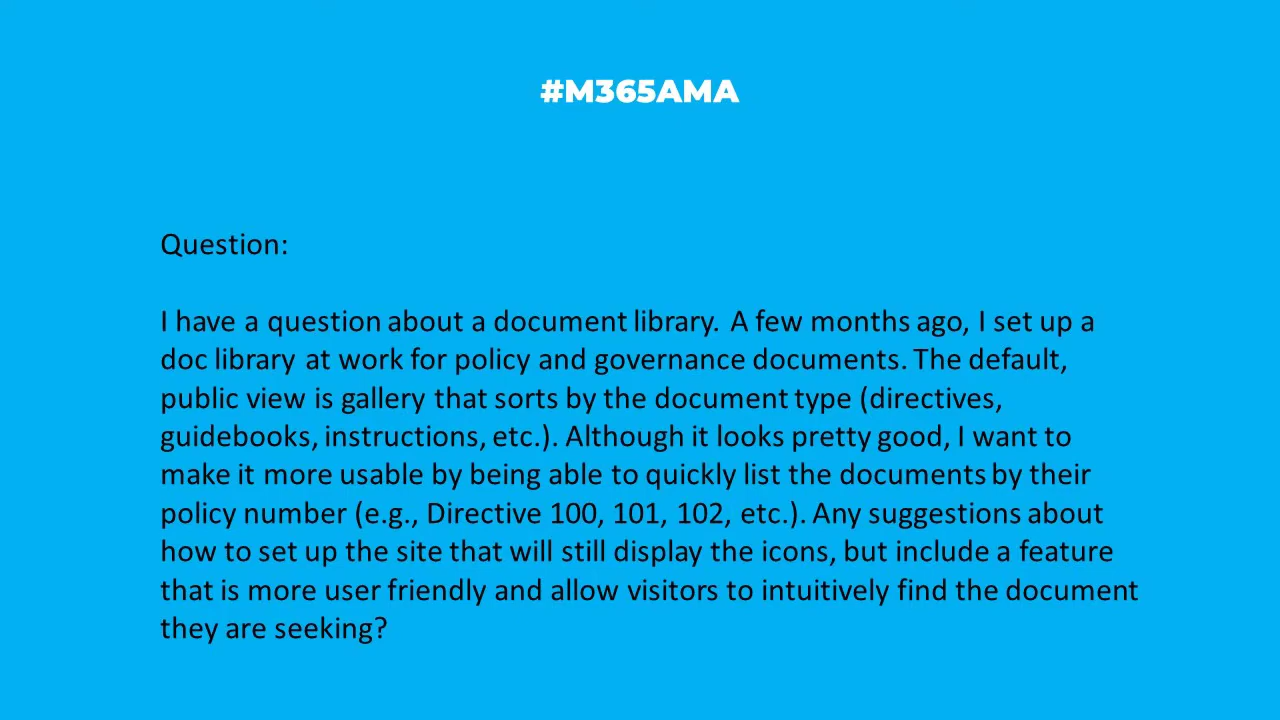 #M365AMA
Question:
I have a question about a document library. A few months ago, I set up a
doc library at work for policy and governance documents. The default,
public view is gallery that sorts by the document type (directives,
guidebooks, instructions, etc.). Although it looks pretty good, I want to
make it more usable by being able to quickly list the documents by their
policy number (e.g., Directive 100, 101, 102, etc.). Any suggestions about
how to set up the site that will still display the icons, but include a feature
that is more user friendly and allow visitors to intuitively find the document
they are seeking?